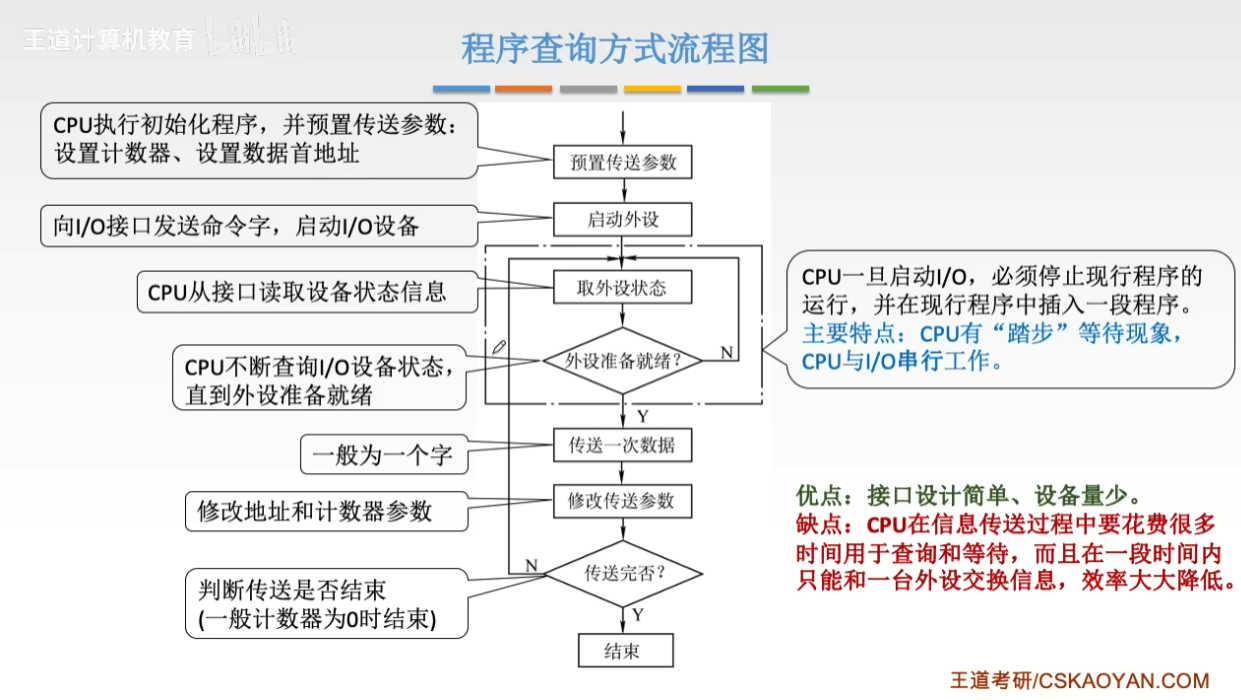 王道计算机教育 bilibili
程序查询方式流程图
CPU执行初始化程序，并预置传送参数：
设置计数器、设置数据首地址
预置传送参数
向I/O接口发送命令字，启动I/O设备
启动外设
CPU从接口读取设备状态信息
取外设状态
CPU不断查询I/O设备状态，
直到外设准备就绪
外设准备就绪？
N
Y
CPU一旦启动I/O，必须停止现行程序的
运行，并在现行程序中插入一段程序。
主要特点：CPU有“踏步”等待现象，
CPU与I/O串行工作。
一般为一个字
传送一次数据
修改地址和计数器参数
修改传送参数
判断传送是否结束
(一般计数器为0时结束)
N
传送完否？
Y
结束
优点：接口设计简单、设备量少。
缺点：CPU在信息传送过程中要花费很多
时间用于查询和等待，而且在一段时间内
只能和一台外设交换信息，效率大大降低。
王道考研/CSKAOYAN.COM